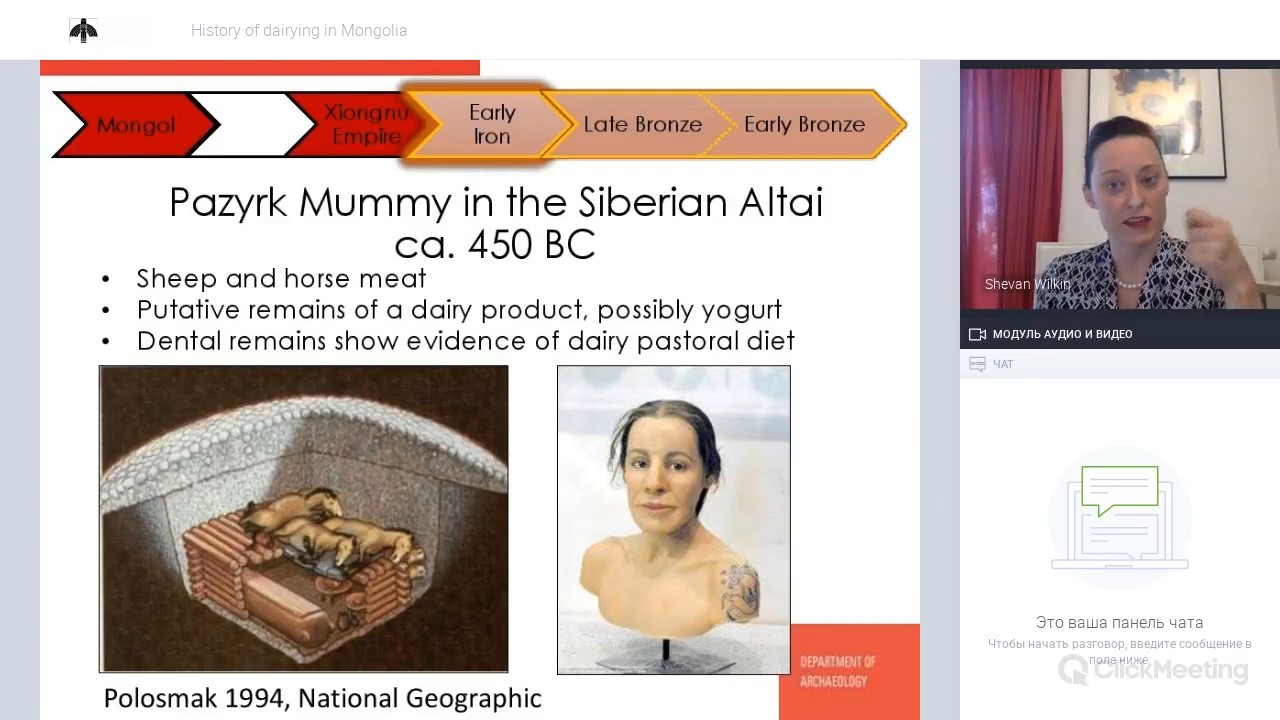 History of dairying in Mongolia
Mongol
Xiongnu
Empire
Early
Iron
Late Bronze
Early Bronze
Pazyrk Mummy in the Siberian Altai
ca. 450 BC
• Sheep and horse meat
• Putative remains of a dairy product, possibly yogurt
• Dental remains show evidence of dairy pastoral diet
Polosmak 1994, National Geographic
DEPARTMENT OF
ARCHAEOLOGY
Shevan Wilkin
МОДУЛЬ АУДИО И ВИДЕО
ЧАТ
Это ваша панель чата
Чтобы начать разговор, введите сообщение в
поле ниже
ClickMeeting